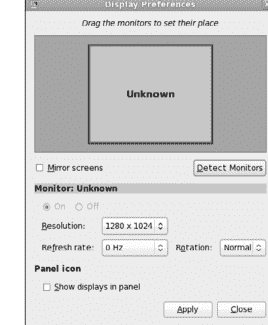 Display Preferences
Drag the monitors to set their place
Unknown
Mirror screens
Detect Monitors
Monitor: Unknown
On Off
Resolution: 1280 x 1024
Refresh rate: 0 Hz Rotation: Normal
Panel icon
Show displays in panel
Apply Close